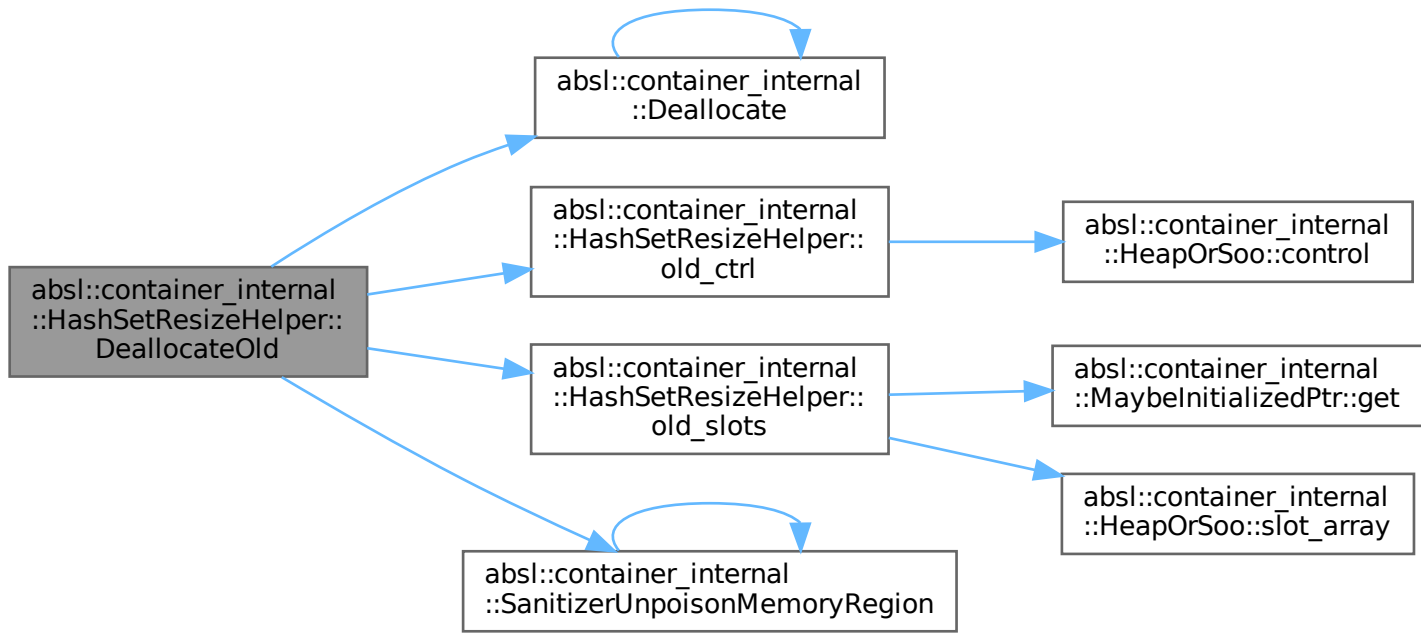 absl::container_internal
::HashSetResizeHelper::
DeallocateOld
absl::container_internal
::Deallocate
absl::container_internal
::HashSetResizeHelper::
old_ctrl
absl::container_internal
::HeapOrSoo::control
absl::container_internal
::HashSetResizeHelper::
old_slots
absl::container_internal
::MaybeInitializedPtr::get
absl::container_internal
::HeapOrSoo::slot_array
absl::container_internal
::SanitizerUnpoisonMemoryRegion